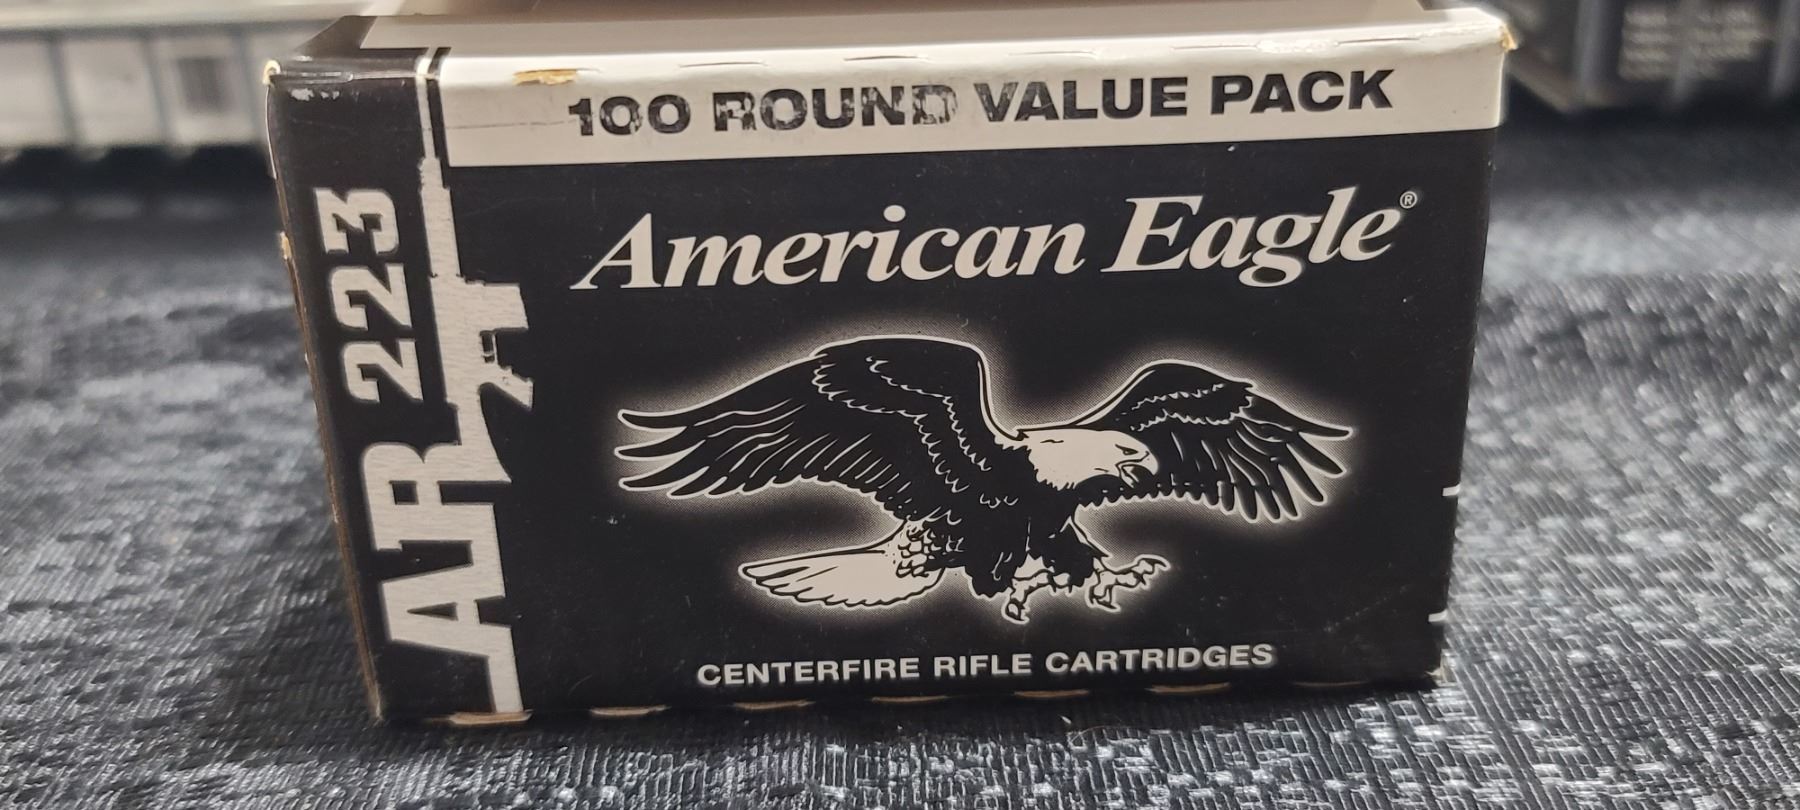 100 ROUND VALUE PACK
American Eagle®
AR 223
CENTERFIRE RIFLE CARTRIDGES